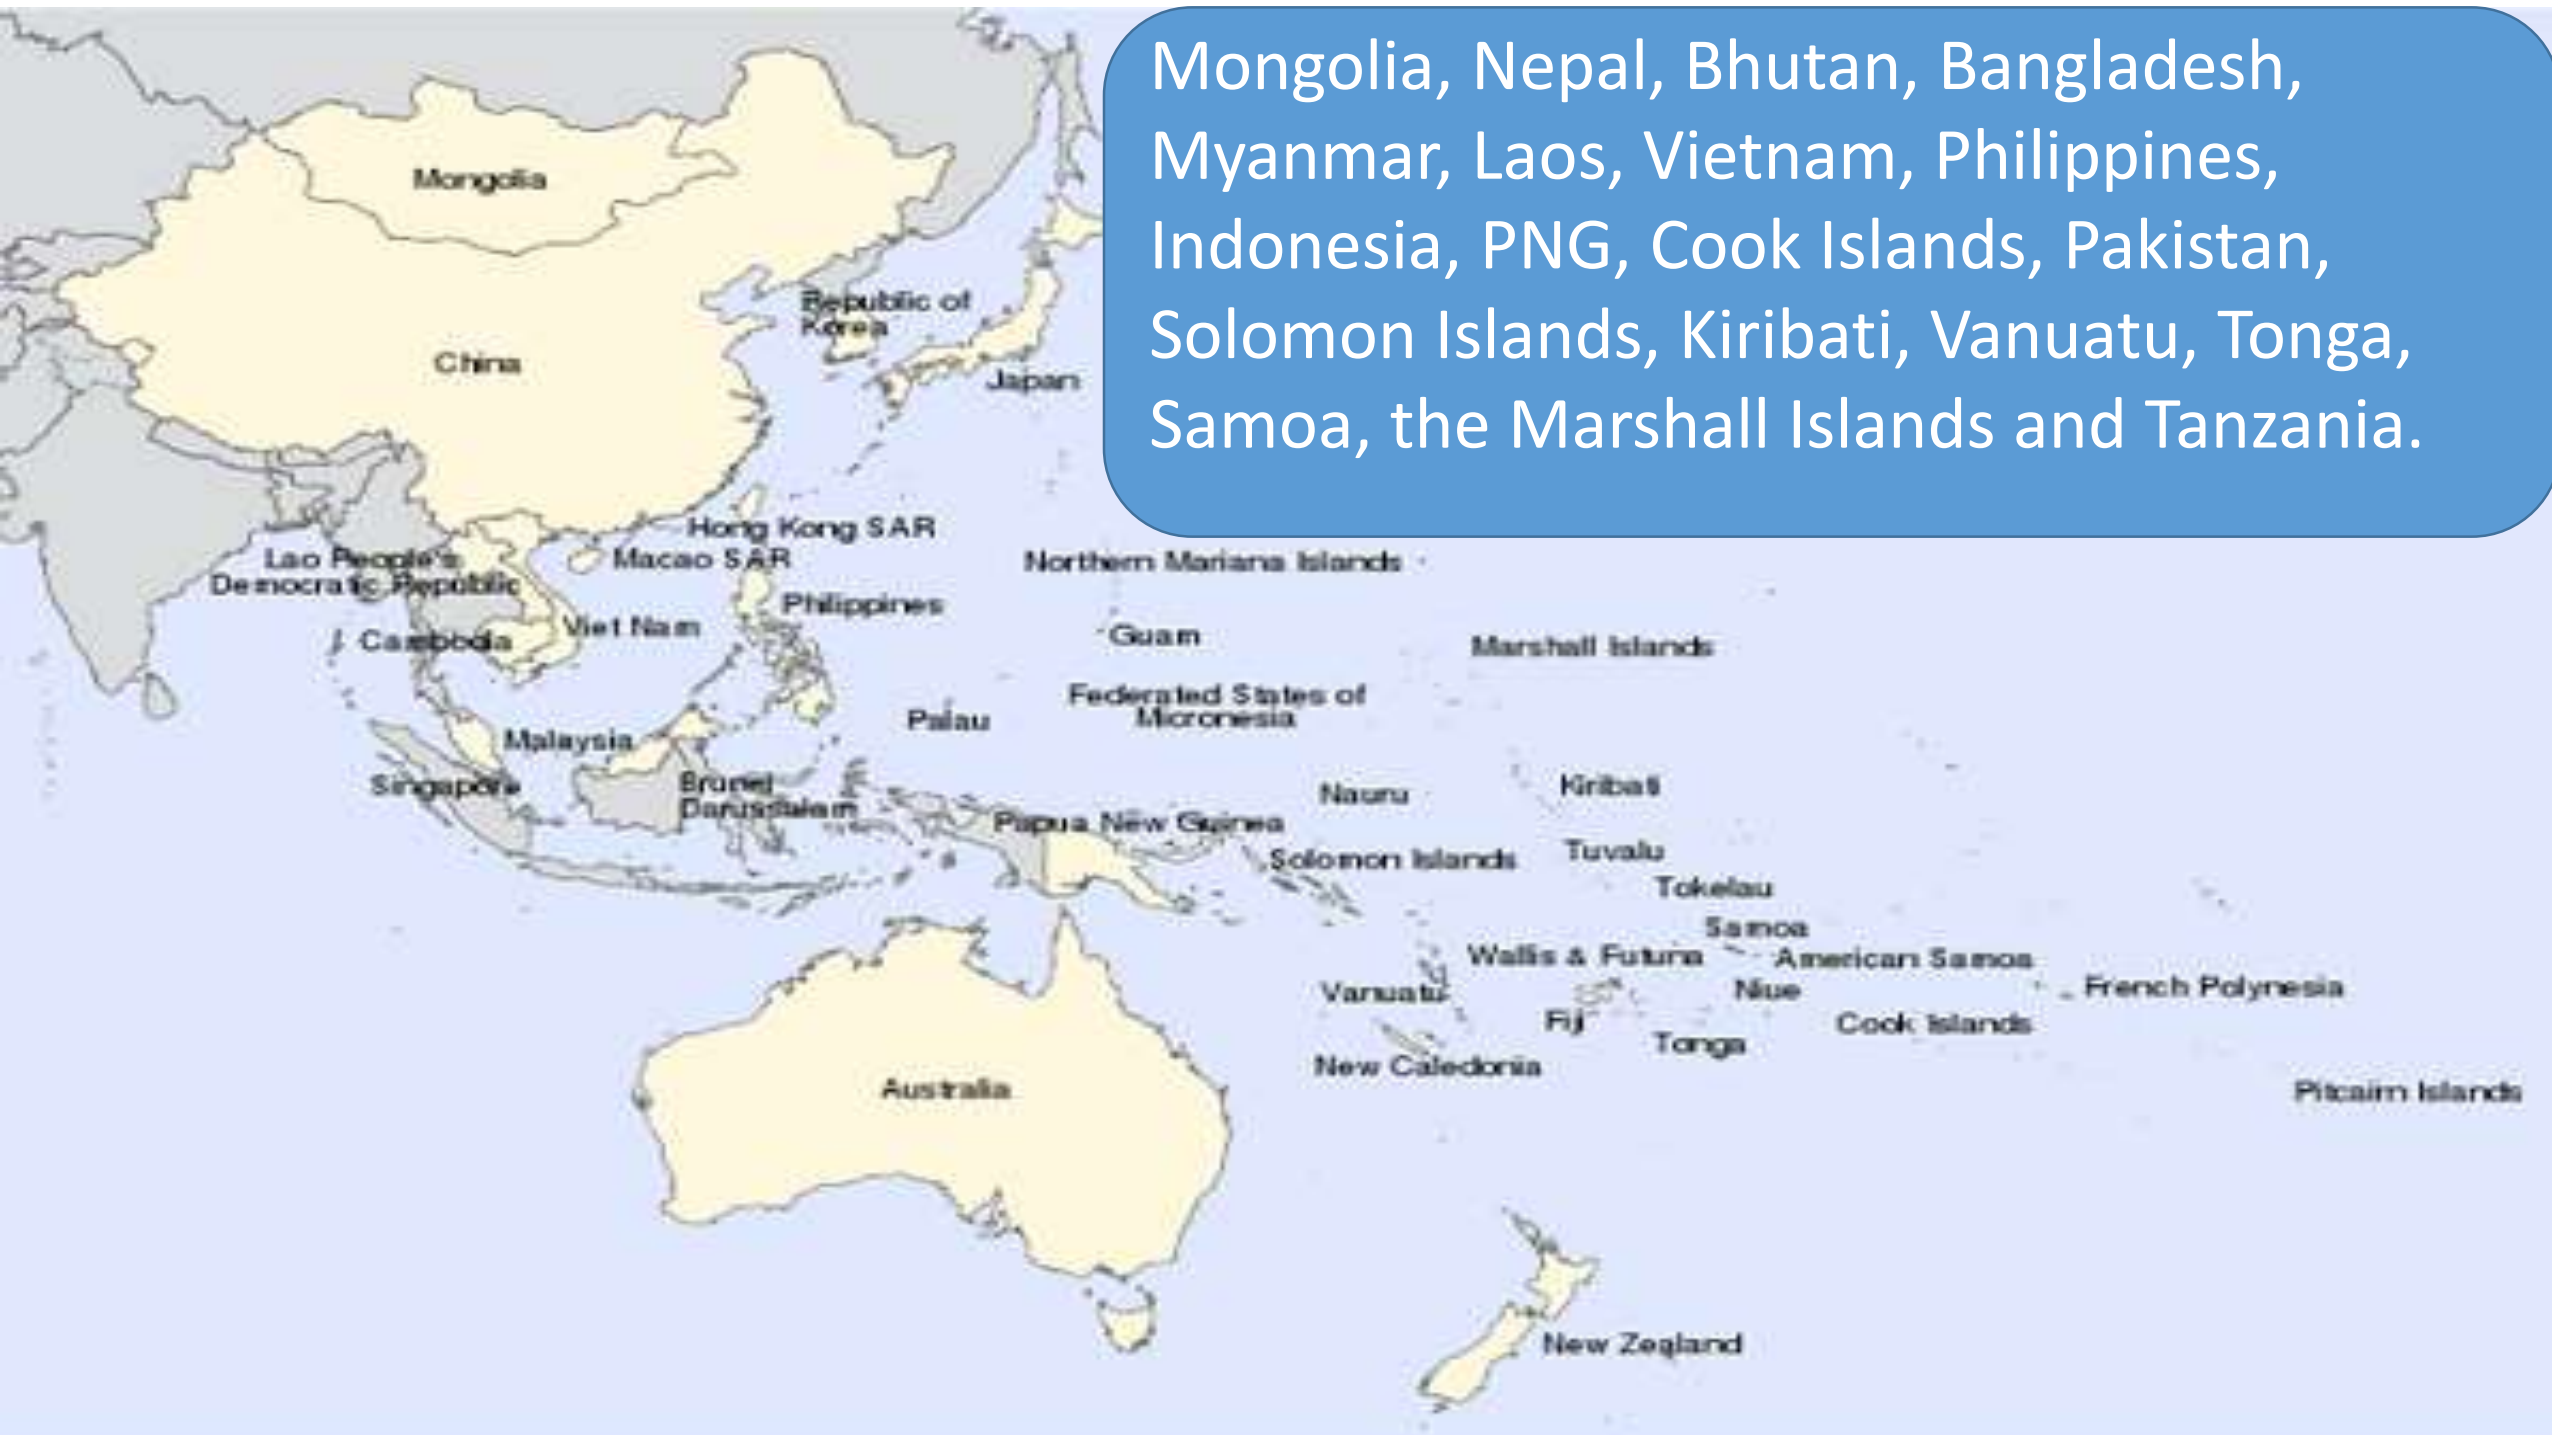 Mongolia, Nepal, Bhutan, Bangladesh,
Myanmar, Laos, Vietnam, Philippines,
Indonesia, PNG, Cook Islands, Pakistan,
Solomon Islands, Kiribati, Vanuatu, Tonga,
Samoa, the Marshall Islands and Tanzania.
Mongolia
Republic of
Korea
China
Japan
Hong Kong SAR
Macao SAR
Lao People's
Democratic Republic
Northern Mariana Islands
Philippines
Viet Nam
Cambodia
Guam
Marshall Islands
Federated States of
Micronesia
Palau
Malaysia
Singapore
Brunei
Darussalam
Nauru
Kiribati
Papua New Guinea
Solomon Islands
Tuvalu
Tokelau
Samoa
Wallis & Futuna
American Samoa
Vanuatu
Niue
French Polynesia
Fiji
Cook Islands
Tonga
New Caledonia
Australia
Pitcairn Islands
New Zealand